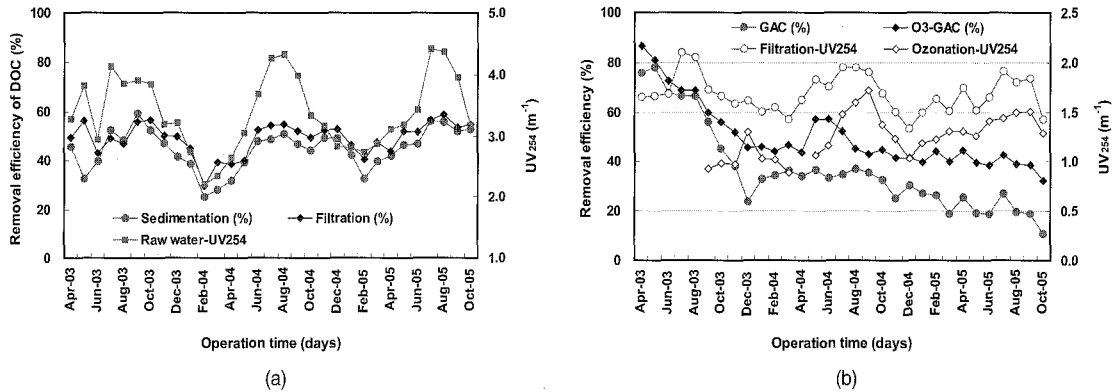 100
80
60
40
20
0
Removal efficiency of DOC (%)
5.0
4.0
3.0
2.0
1.0
UV254 (m-1)
Sedimentation (%)
Filtration (%)
Raw water-UV254
Apr-03
Jun-03
Aug-03
Oct-03
Dec-03
Feb-04
Apr-04
Jun-04
Aug-04
Oct-04
Dec-04
Feb-05
Apr-05
Jun-05
Aug-05
Oct-05
Operation time (days)
(a)
100
80
60
40
20
0
Removal efficiency (%)
2.5
2.0
1.5
1.0
0.5
0.0
UV254 (m-1)
GAC (%)
O3-GAC (%)
Filtration-UV254
Ozonation-UV254
Apr-03
Jun-03
Aug-03
Oct-03
Dec-03
Feb-04
Apr-04
Jun-04
Aug-04
Oct-04
Dec-04
Feb-05
Apr-05
Jun-05
Aug-05
Oct-05
Operation time (days)
(b)